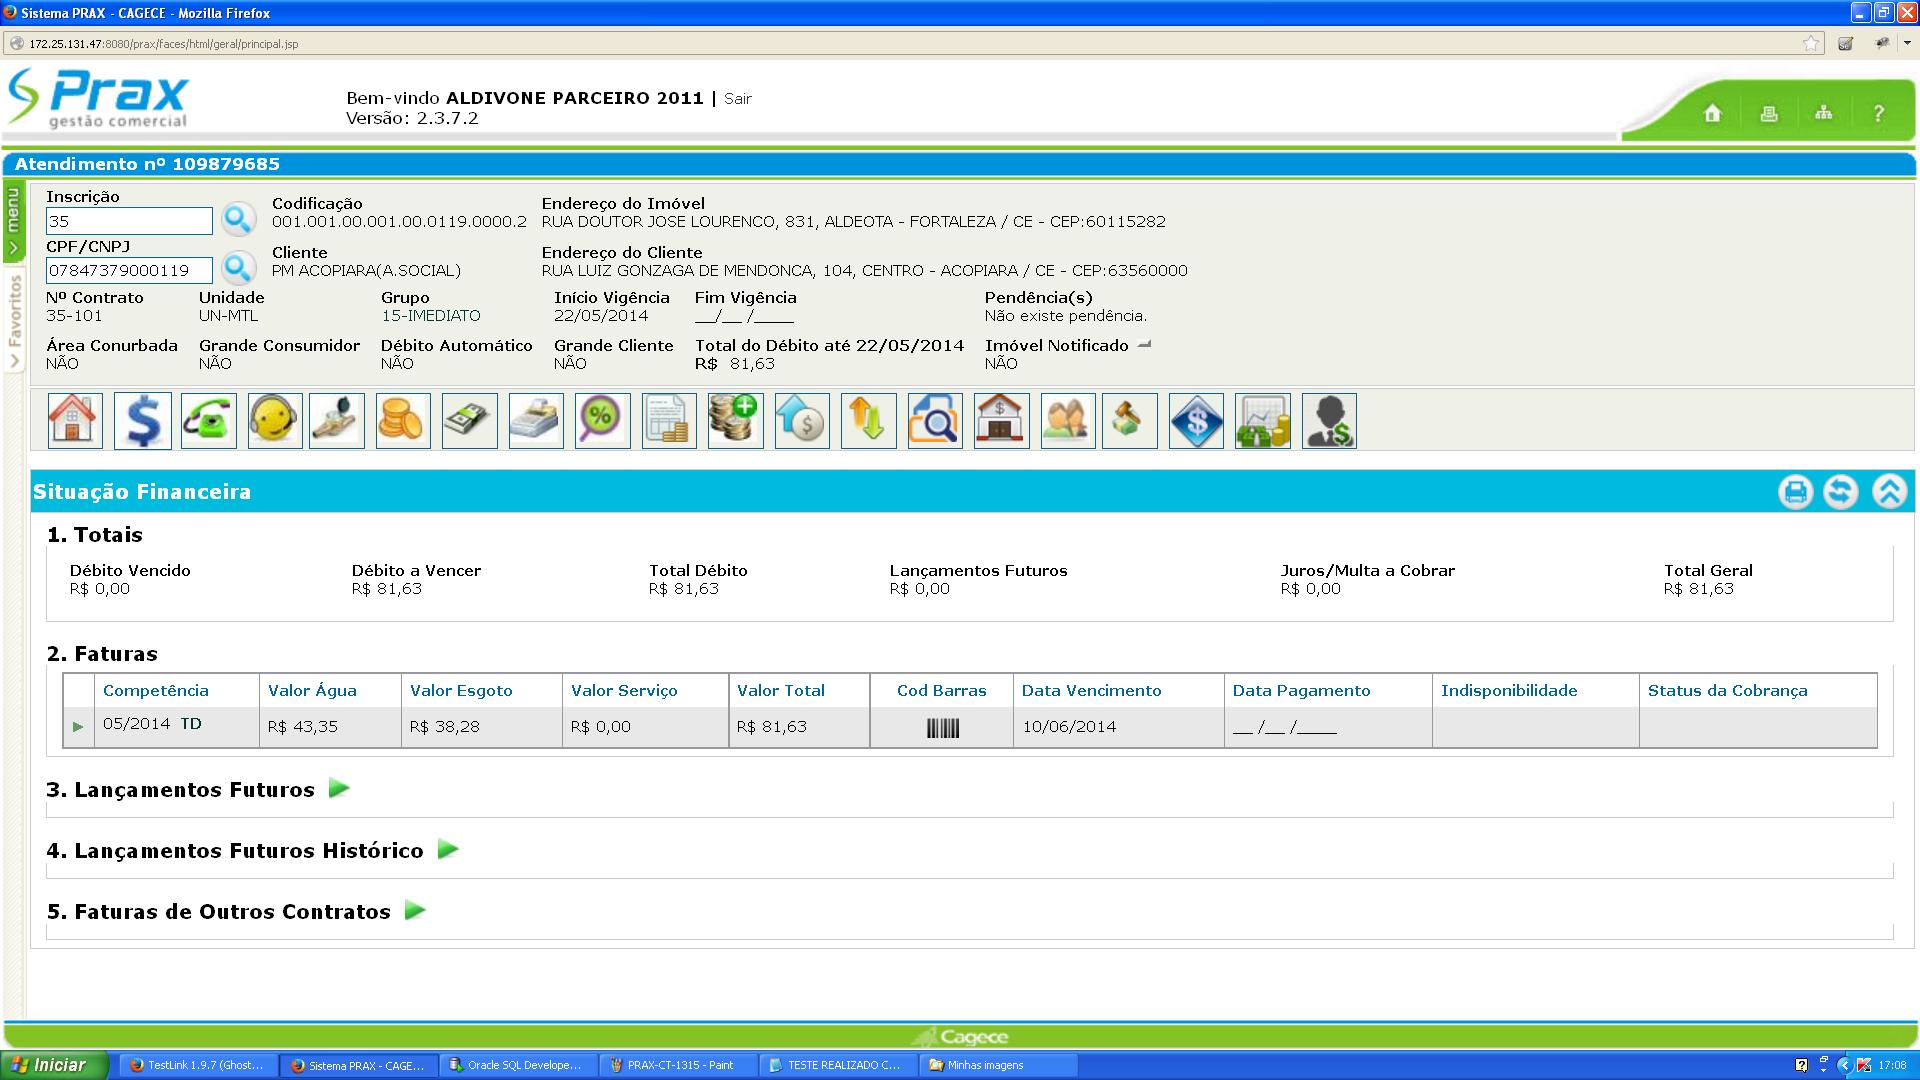 Sistema PRAX - CAGECE - Mozilla Firefox
172.25.131.47:8080/prax/faces/html/geral/principal.jsp
Prax
gestão comercial
Bem-vindo ALDIVONE PARCEIRO 2011 | Sair
Versão: 2.3.7.2
?
Atendimento nº 109879685
menu
Favoritos
Inscrição
35
Codificação
001.001.00.001.00.0119.0000.2
Endereço do Imóvel
RUA DOUTOR JOSE LOURENCO, 831, ALDEOTA - FORTALEZA / CE - CEP:60115282
CPF/CNPJ
07847379000119
Cliente
PM ACOPIARA(A.SOCIAL)
Endereço do Cliente
RUA LUIZ GONZAGA DE MENDONCA, 104, CENTRO - ACOPIARA / CE - CEP:63560000
Nº Contrato Unidade Grupo Início Vigência Fim Vigência Pendência(s)
35-101 UN-MTL 15-IMEDIATO 22/05/2014 __/__ /____ Não existe pendência.
Área Conurbada Grande Consumidor Débito Automático Grande Cliente Total do Débito até 22/05/2014 Imóvel Notificado
NÃO NÃO NÃO NÃO R$ 81,63 NÃO
Situação Financeira
1. Totais
Débito Vencido Débito a Vencer Total Débito Lançamentos Futuros Juros/Multa a Cobrar Total Geral
R$ 0,00 R$ 81,63 R$ 81,63 R$ 0,00 R$ 0,00 R$ 81,63
2. Faturas
Competência Valor Água Valor Esgoto Valor Serviço Valor Total Cod Barras Data Vencimento Data Pagamento Indisponibilidade Status da Cobrança
05/2014 TD R$ 43,35 R$ 38,28 R$ 0,00 R$ 81,63 10/06/2014 __ /__ /____
3. Lançamentos Futuros
4. Lançamentos Futuros Histórico
5. Faturas de Outros Contratos
Cagece
Iniciar
TestLink 1.9.7 (Ghost...
Sistema PRAX - CAGE...
Oracle SQL Develope...
PRAX-CT-1315 - Paint
TESTE REALIZADO C...
Minhas imagens
17:08